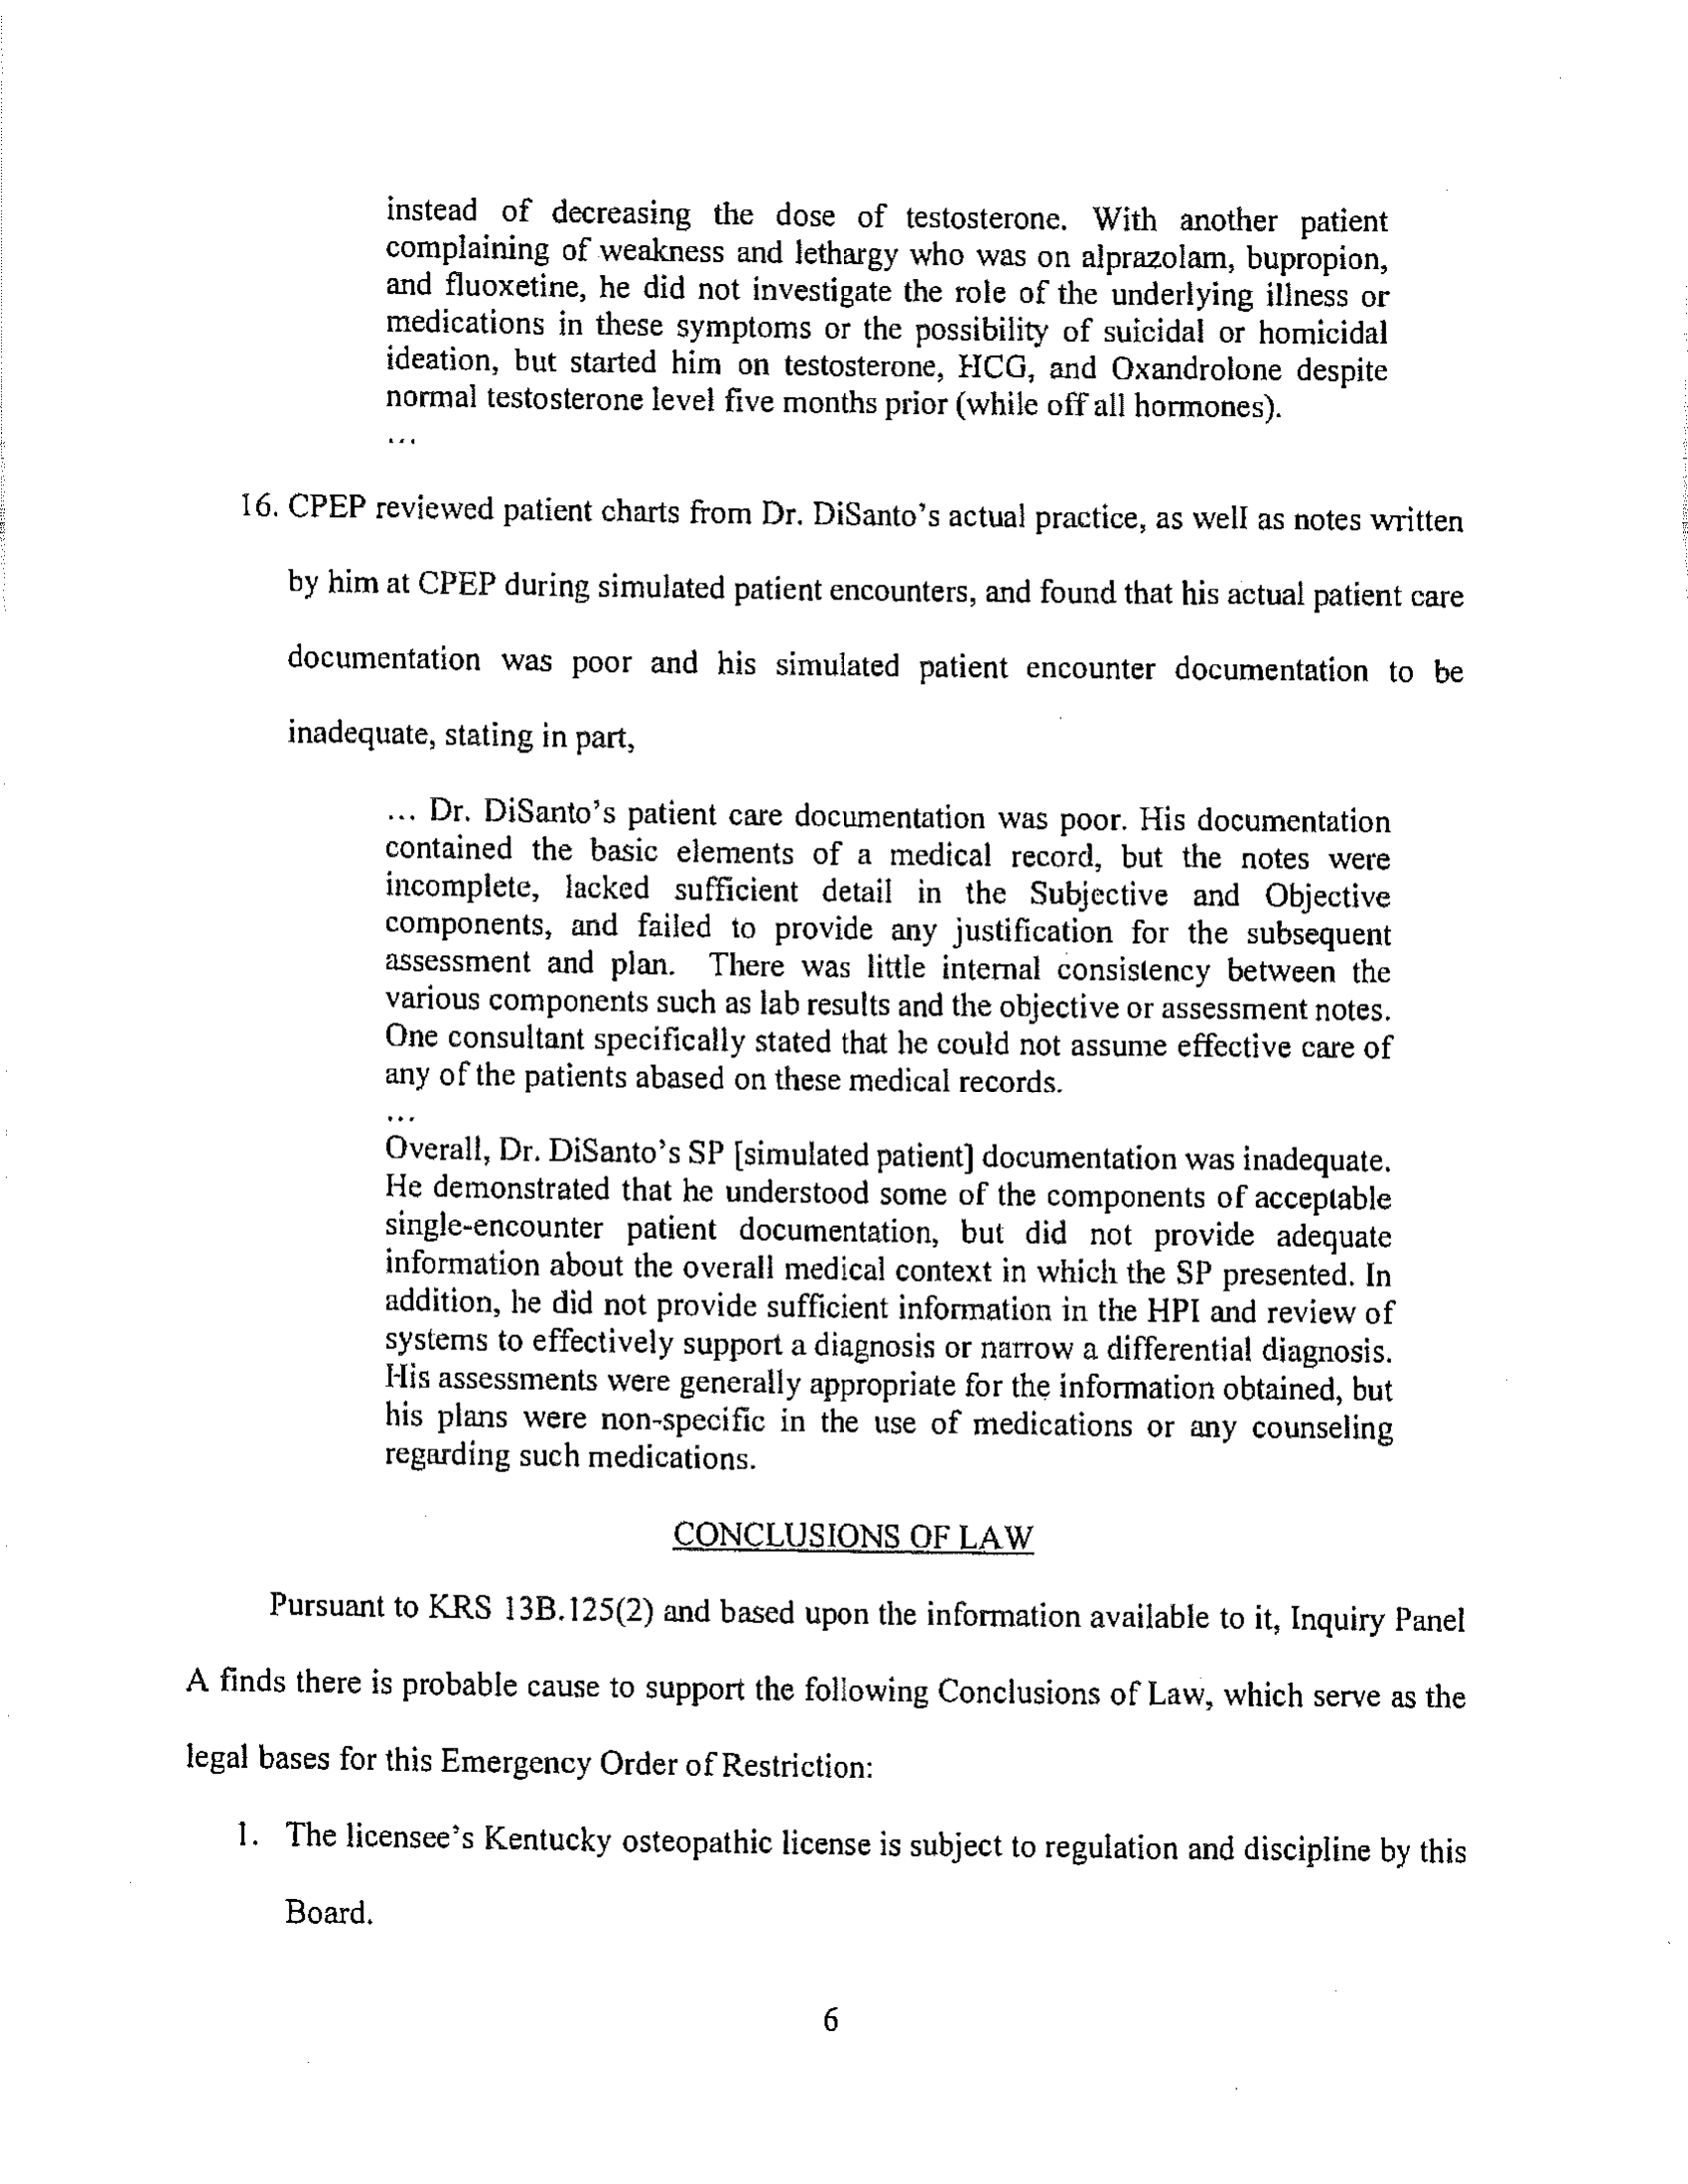 instead of decreasing the dose of testosterone. With another patient
complaining of weakness and lethargy who was on alprazolam, bupropion,
and fluoxetine, he did not investigate the role of the underlying illness or
medications in these symptoms or the possibility of suicidal or homicidal
ideation, but started him on testosterone, HCG, and Oxandrolone despite
normal testosterone level five months prior (while off all hormones).
...
16. CPEP reviewed patient charts from Dr. DiSanto's actual practice, as well as notes written
by him at CPEP during simulated patient encounters, and found that his actual patient care
documentation was poor and his simulated patient encounter documentation to be
inadequate, stating in part,
... Dr. DiSanto's patient care documentation was poor. His documentation
contained the basic elements of a medical record, but the notes were
incomplete, lacked sufficient detail in the Subjective and Objective
components, and failed to provide any justification for the subsequent
assessment and plan. There was little internal consistency between the
various components such as lab results and the objective or assessment notes.
One consultant specifically stated that he could not assume effective care of
any of the patients abased on these medical records.
...
Overall, Dr. DiSanto's SP [simulated patient] documentation was inadequate.
He demonstrated that he understood some of the components of acceptable
single-encounter patient documentation, but did not provide adequate
information about the overall medical context in which the SP presented. In
addition, he did not provide sufficient information in the HPI and review of
systems to effectively support a diagnosis or narrow a differential diagnosis.
His assessments were generally appropriate for the information obtained, but
his plans were non-specific in the use of medications or any counseling
regarding such medications.
CONCLUSIONS OF LAW
Pursuant to KRS 13B.125(2) and based upon the information available to it, Inquiry Panel
A finds there is probable cause to support the following Conclusions of Law, which serve as the
legal bases for this Emergency Order of Restriction:
1. The licensee's Kentucky osteopathic license is subject to regulation and discipline by this
Board.
6